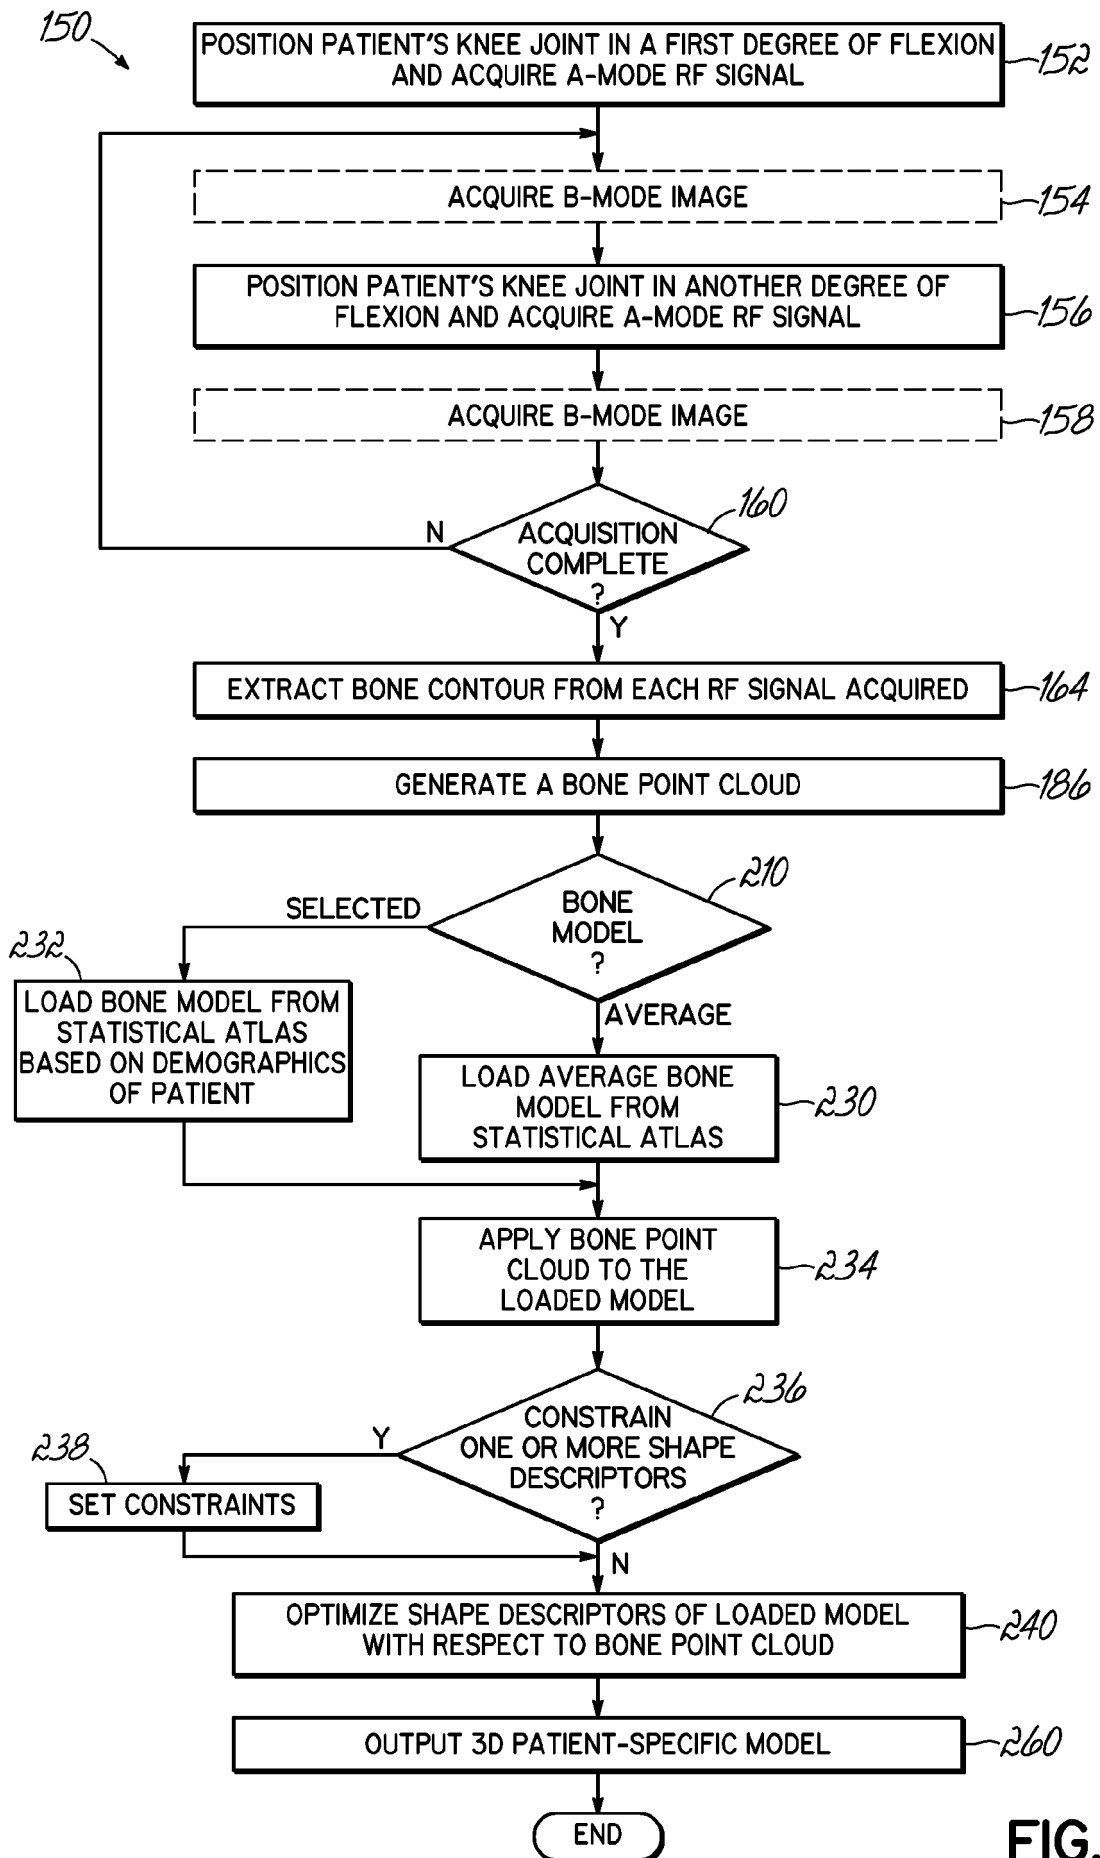 150
POSITION PATIENT'S KNEE JOINT IN A FIRST DEGREE OF FLEXION
AND ACQUIRE A-MODE RF SIGNAL
152
ACQUIRE B-MODE IMAGE
154
POSITION PATIENT'S KNEE JOINT IN ANOTHER DEGREE OF
FLEXION AND ACQUIRE A-MODE RF SIGNAL
156
ACQUIRE B-MODE IMAGE
158
160
N
ACQUISITION
COMPLETE
?
Y
EXTRACT BONE CONTOUR FROM EACH RF SIGNAL ACQUIRED
164
GENERATE A BONE POINT CLOUD
186
210
SELECTED
BONE
MODEL
?
232
LOAD BONE MODEL FROM
STATISTICAL ATLAS
BASED ON DEMOGRAPHICS
OF PATIENT
AVERAGE
LOAD AVERAGE BONE
MODEL FROM
STATISTICAL ATLAS
230
APPLY BONE POINT
CLOUD TO THE
LOADED MODEL
234
236
Y
CONSTRAIN
ONE OR MORE SHAPE
DESCRIPTORS
?
238
SET CONSTRAINTS
N
OPTIMIZE SHAPE DESCRIPTORS OF LOADED MODEL
WITH RESPECT TO BONE POINT CLOUD
240
OUTPUT 3D PATIENT-SPECIFIC MODEL
260
END
FIG.